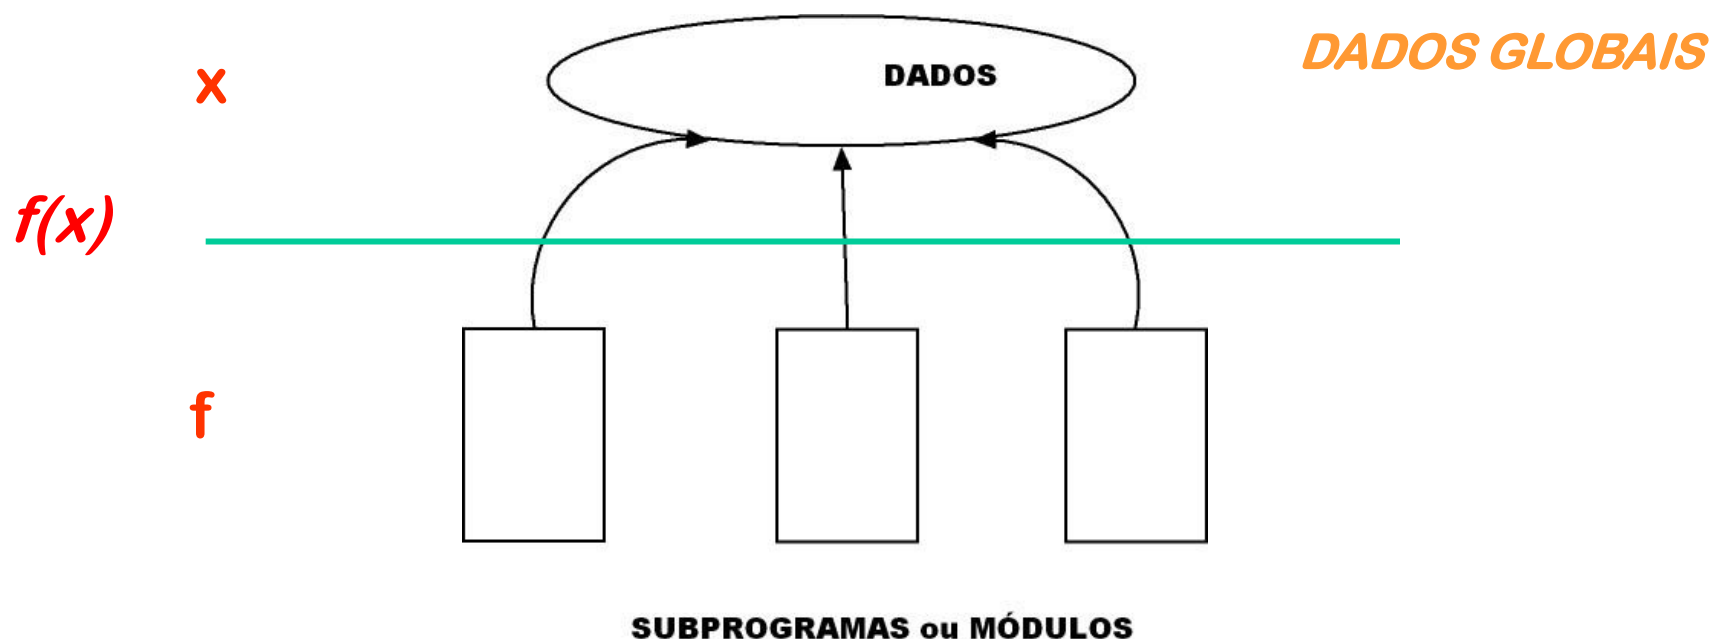 DADOS GLOBAIS
x
DADOS
f(x)
f
SUBPROGRAMAS ou MÓDULOS